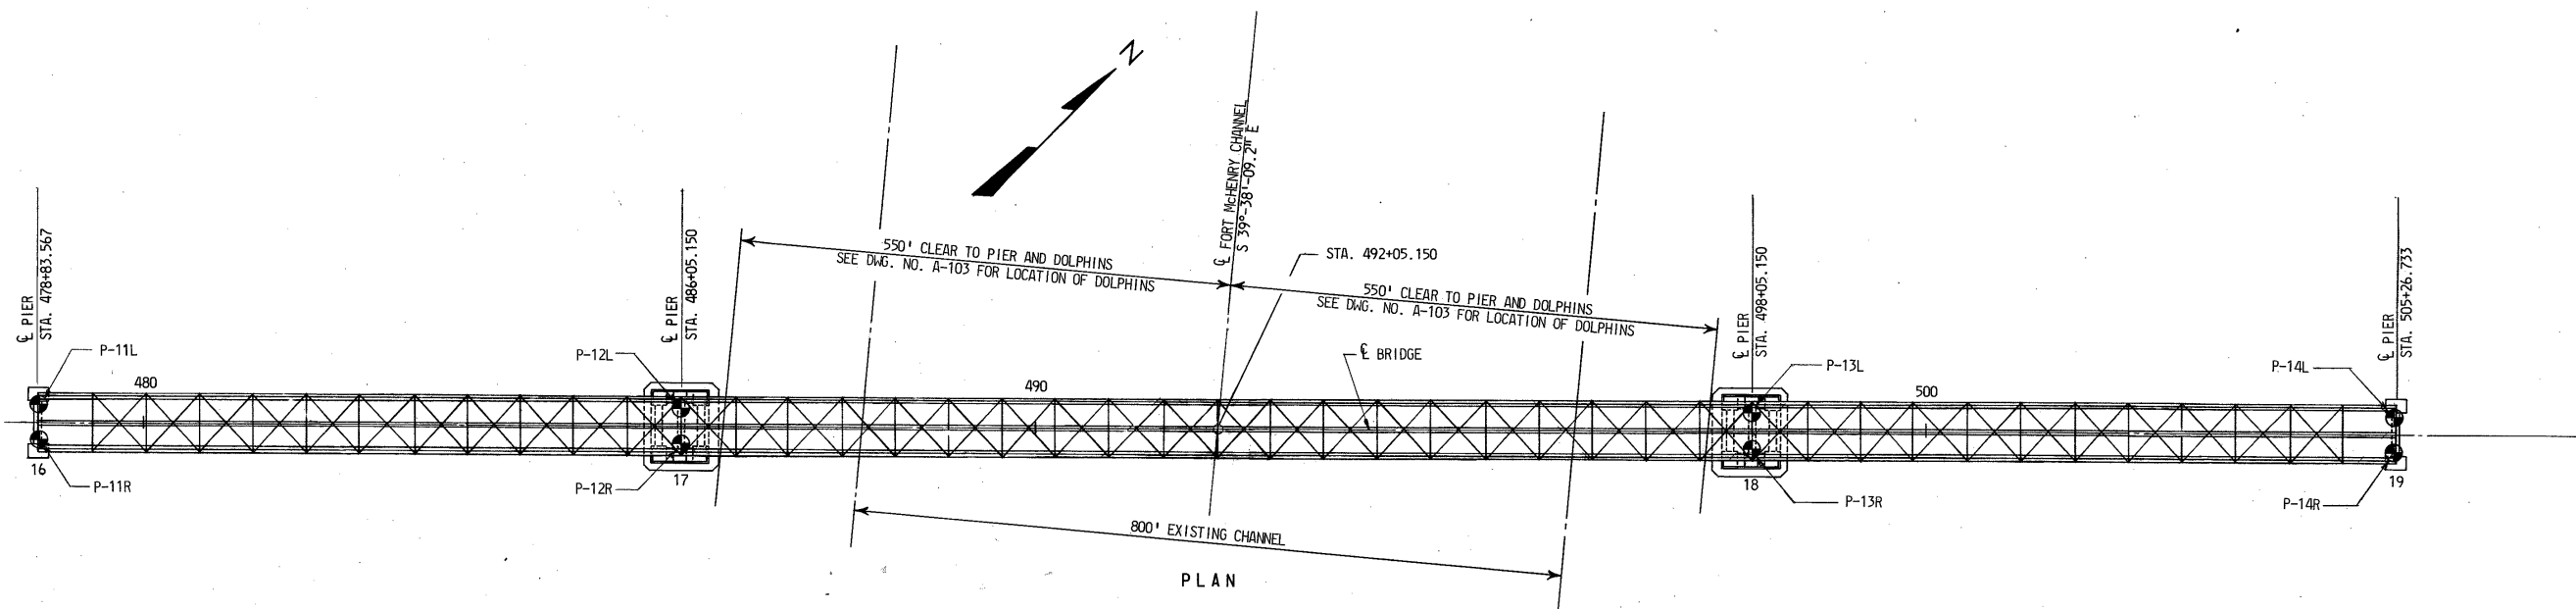 N
℄ FORT McHENRY CHANNEL
S 39°-38'-09.2" E
℄ PIER
STA. 478+83.567
℄ PIER
STA. 486+05.150
550' CLEAR TO PIER AND DOLPHINS
SEE DWG. NO. A-103 FOR LOCATION OF DOLPHINS
STA. 492+05.150
550' CLEAR TO PIER AND DOLPHINS
SEE DWG. NO. A-103 FOR LOCATION OF DOLPHINS
℄ PIER
STA. 498+05.150
℄ PIER
STA. 505+26.733
P-11L
P-12L
℄ BRIDGE
P-13L
P-14L
480
490
500
16
17
18
19
P-11R
P-12R
P-13R
P-14R
800' EXISTING CHANNEL
PLAN